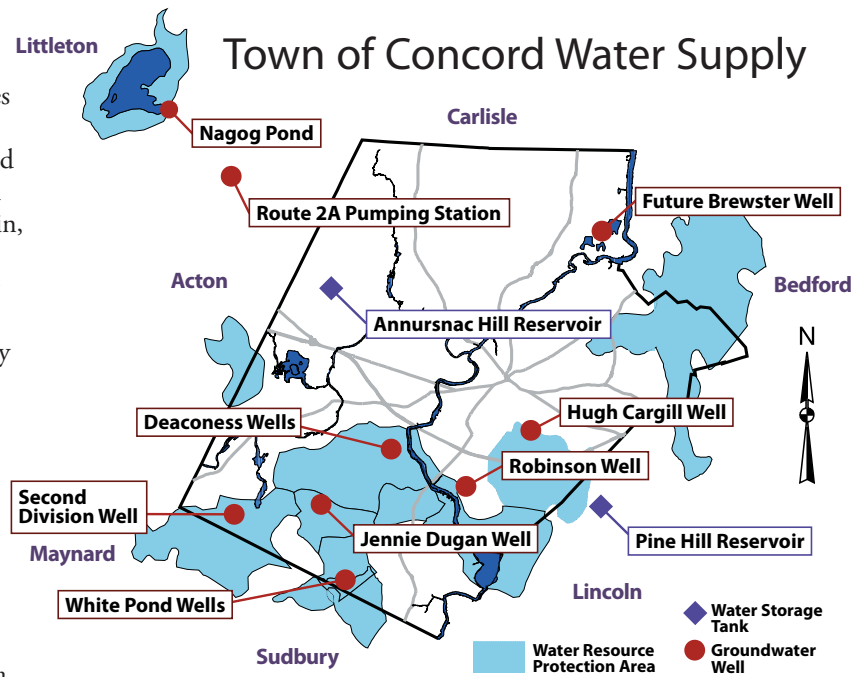 Littleton
Town of Concord Water Supply
es
Carlisle
Nagog Pond
d
Future Brewster Well
Route 2A Pumping Station
in,
Acton
Bedford
Annursnac Hill Reservoir
N
y
Hugh Cargill Well
Deaconess Wells
Robinson Well
Second
Division Well
Jennie Dugan Well
Pine Hill Reservoir
Maynard
Lincoln
White Pond Wells
Water Storage
Tank
Sudbury
Water Resource
Protection Area
Groundwater
Well